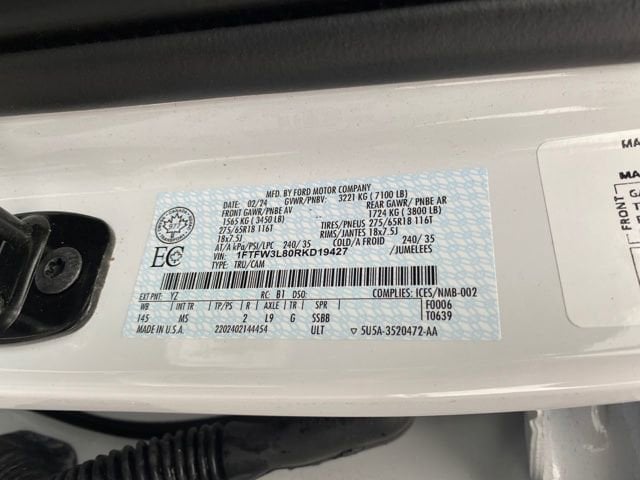 MFD. BY FORD MOTOR COMPANY
DATE: 02/24 GVWR/PNBV: 3221 KG ( 7100 LB)
FRONT GAWR/PNBE AV REAR GAWR/ PNBE AR
1565 KG ( 3450 LB) 1724 KG ( 3800 LB)
275/65R18 116T TIRES/PNEUS 275/65R18 116T
18x7.5J RIMS/JANTES 18x7.5J
AT/A kPa/PSI/LPC 240/ 35 COLD/A FROID 240/ 35
VIN: 1FTFW3L80RKD19427 /JUMELEES
TYPE: TRU/CAM
EC
EXT PNT: YZ RC: B1 DSO: COMPLIES: ICES/NMB-002
WB INT TR TP/PS R AXLE TR SPR F0006
145 MS 2 L9 G SSBB T0639
MADE IN U.S.A. 2202402144454 ULT ▽ 5U5A-3520472-AA
MA
MA